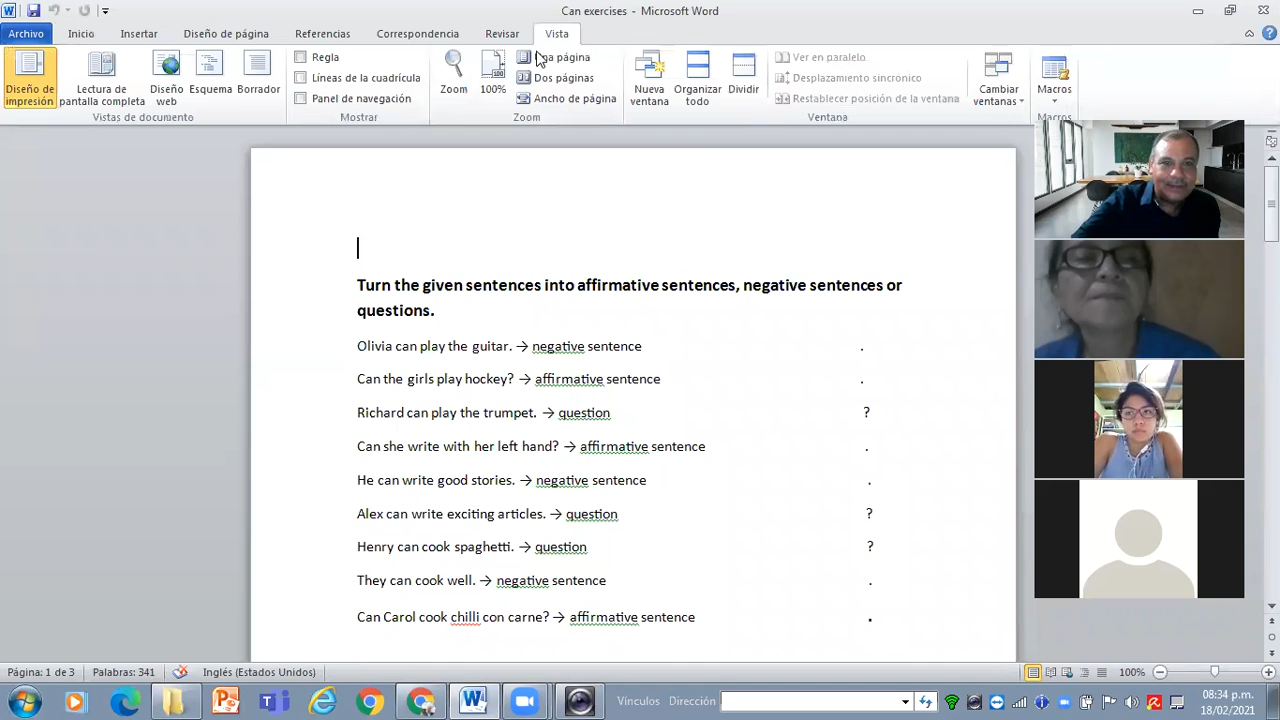 Can exercises - Microsoft Word
Archivo Inicio Insertar Diseño de página Referencias Correspondencia Revisar Vista
Diseño de impresión
Lectura de pantalla completa
Diseño web
Esquema
Borrador
Vistas de documento
Regla
Líneas de la cuadrícula
Panel de navegación
Mostrar
Zoom
100%
página
Dos páginas
Ancho de página
Zoom
Nueva ventana
Organizar todo
Dividir
Ver en paralelo
Desplazamiento sincrónico
Restablecer posición de la ventana
Ventana
Cambiar ventanas
Macros
Macros
Turn the given sentences into affirmative sentences, negative sentences or
questions.
Olivia can play the guitar. → negative sentence .
Can the girls play hockey? → affirmative sentence .
Richard can play the trumpet. → question ?
Can she write with her left hand? → affirmative sentence .
He can write good stories. → negative sentence .
Alex can write exciting articles. → question ?
Henry can cook spaghetti. → question ?
They can cook well. → negative sentence .
Can Carol cook chilli con carne? → affirmative sentence .
Página: 1 de 3 Palabras: 341 Inglés (Estados Unidos) 100%
Vínculos Dirección
08:34 p.m.
18/02/2021